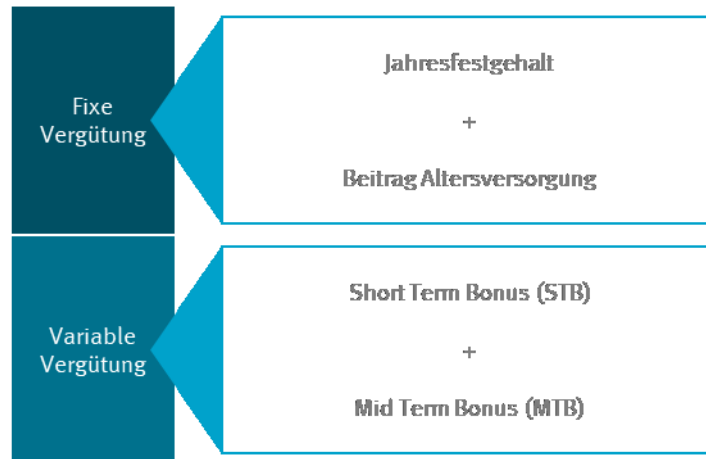 Fixe
Vergütung
Jahresfestgehalt
+
Beitrag Altersversorgung
Variable
Vergütung
Short Term Bonus (STB)
+
Mid Term Bonus (MTB)